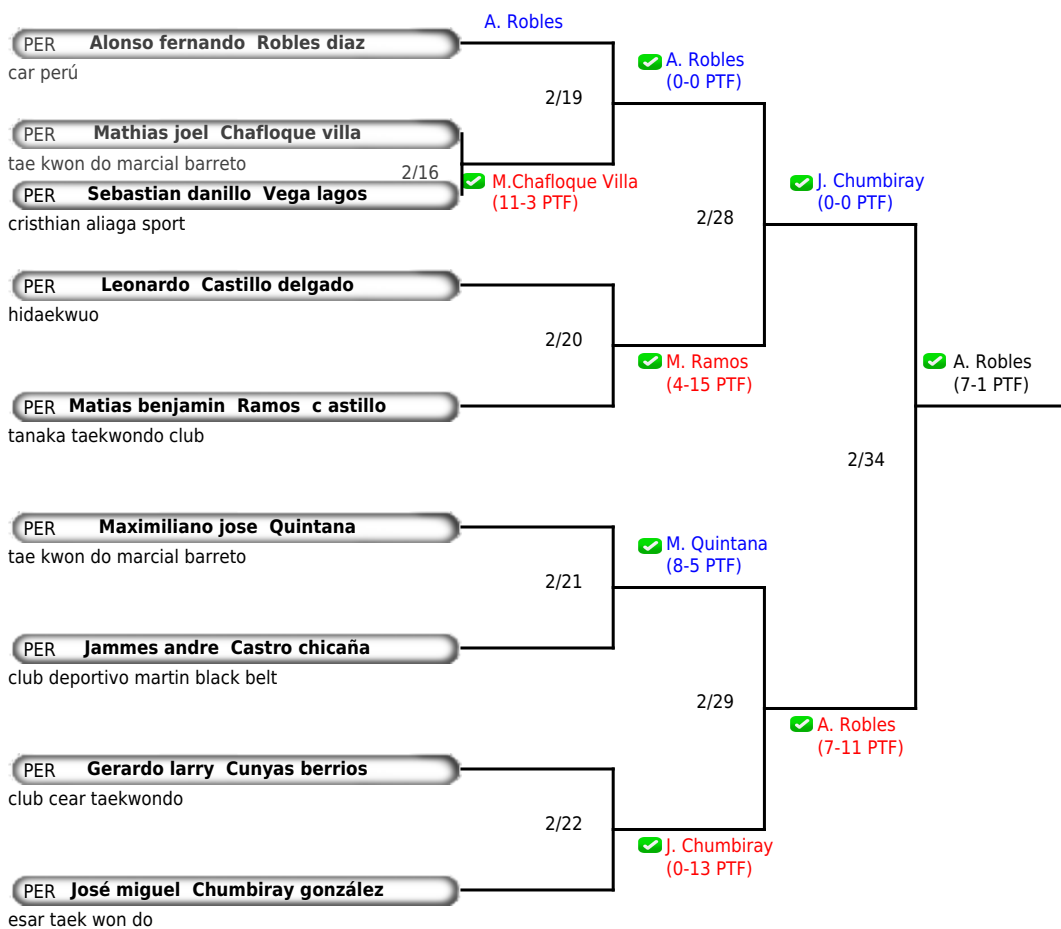 A. Robles
PER Alonso fernando Robles diaz
car perú
A. Robles
(0-0 PTF)
2/19
PER Mathias joel Chafloque villa
tae kwon do marcial barreto
2/16
M.Chafloque Villa
(11-3 PTF)
PER Sebastian danillo Vega lagos
cristhian aliaga sport
J. Chumbiray
(0-0 PTF)
2/28
PER Leonardo Castillo delgado
hidaekwuo
2/20
M. Ramos
(4-15 PTF)
A. Robles
(7-1 PTF)
PER Matias benjamin Ramos c astillo
tanaka taekwondo club
2/34
PER Maximiliano jose Quintana
tae kwon do marcial barreto
M. Quintana
(8-5 PTF)
2/21
PER Jammes andre Castro chicaña
club deportivo martin black belt
2/29
A. Robles
(7-11 PTF)
PER Gerardo larry Cunyas berrios
club cear taekwondo
2/22
J. Chumbiray
(0-13 PTF)
PER José miguel Chumbiray gonzález
esar taek won do